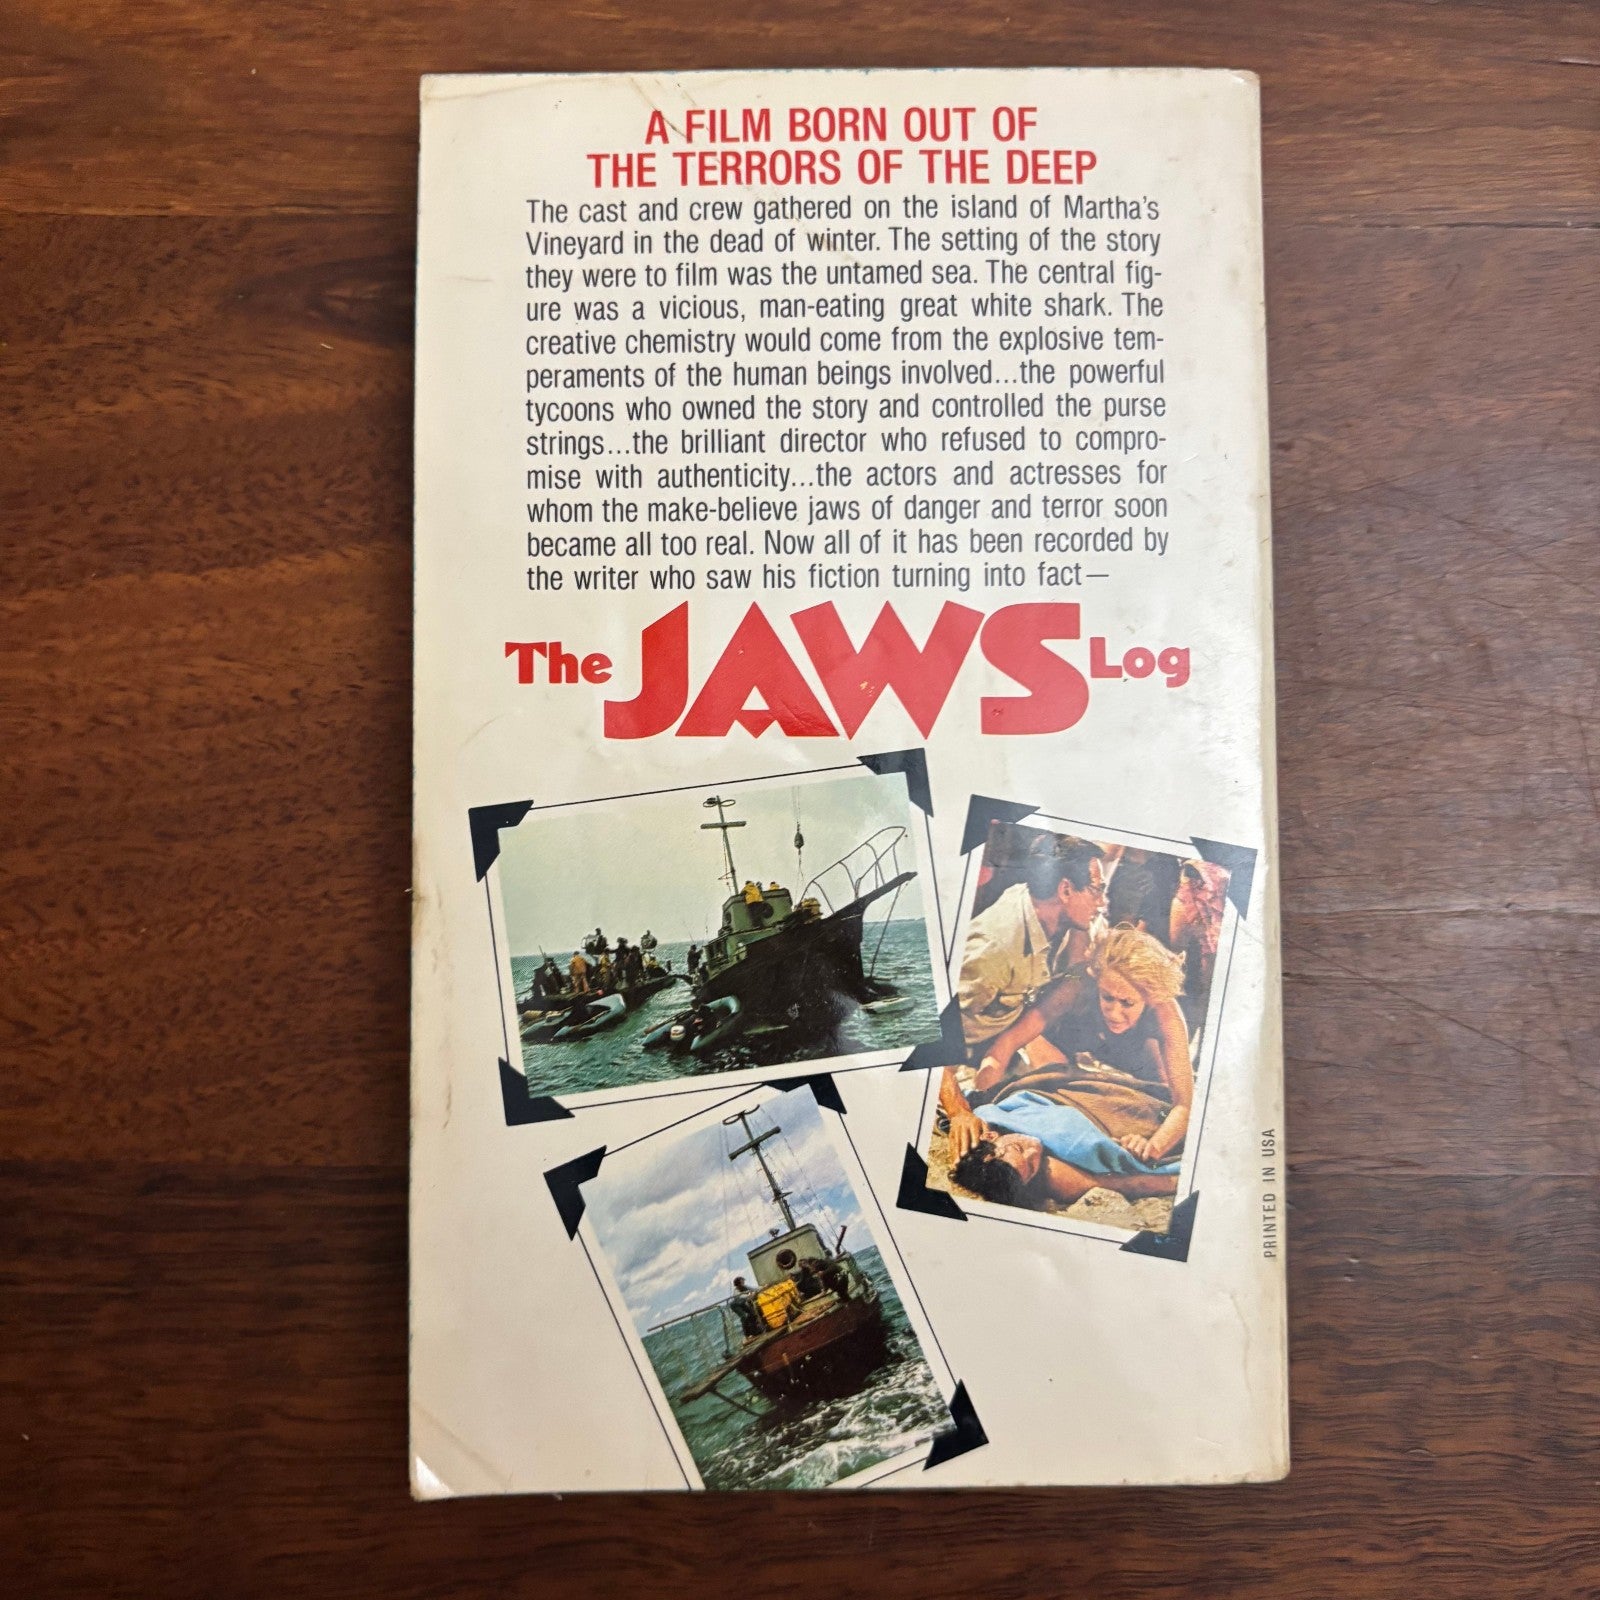 A FILM BORN OUT OF
THE TERRORS OF THE DEEP
The cast and crew gathered on the island of Martha's
Vineyard in the dead of winter. The setting of the story
they were to film was the untamed sea. The central fig-
ure was a vicious, man-eating great white shark. The
creative chemistry would come from the explosive tem-
peraments of the human beings involved...the powerful
tycoons who owned the story and controlled the purse
strings...the brilliant director who refused to compro-
mise with authenticity...the actors and actresses for
whom the make-believe jaws of danger and terror soon
became all too real. Now all of it has been recorded by
the writer who saw his fiction turning into fact—
The JAWS Log
PRINTED IN USA